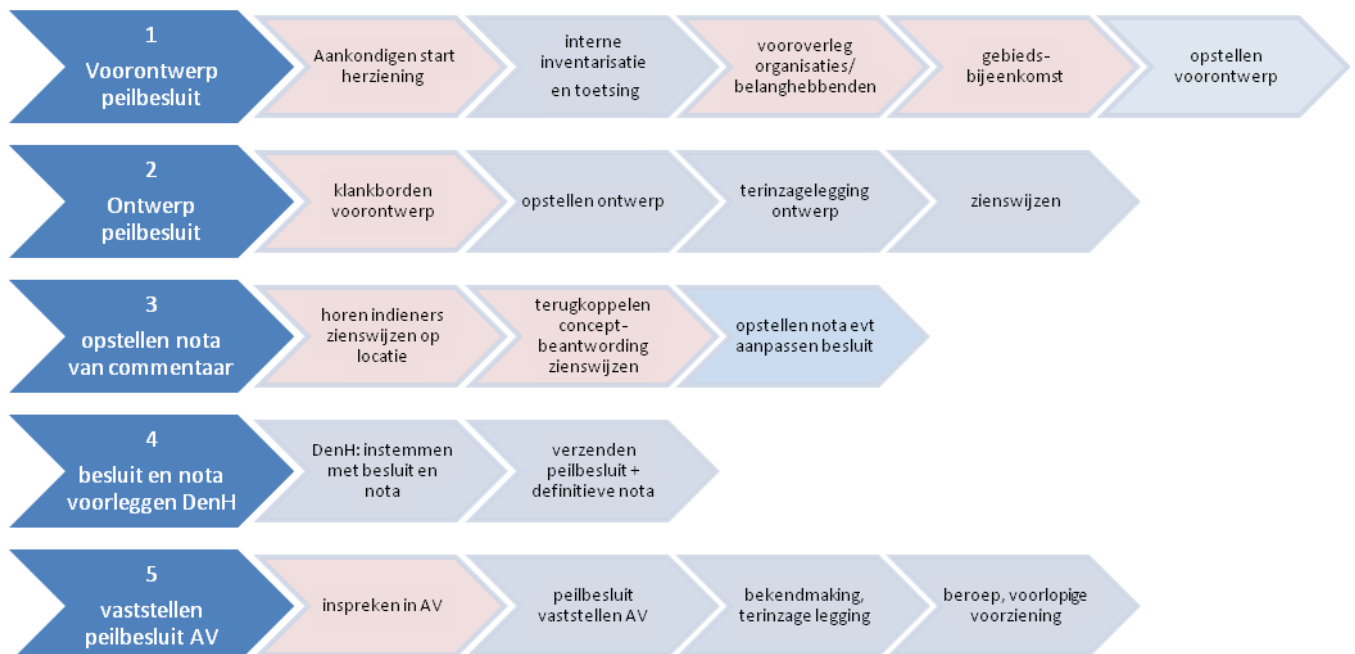 1
Voorontwerp
peilbesluit
Aankondigen start
herziening
interne
inventarisatie
en toetsing
vooroverleg
organisaties/
belanghebbenden
gebieds-
bijeenkomst
opstellen
voorontwerp
2
Ontwerp
peilbesluit
klankborden
voorontwerp
opstellen ontwerp
terinzagelegging
ontwerp
zienswijzen
3
opstellen nota
van commentaar
horen indieners
zienswijzen op
locatie
terugkoppelen
concept-
beantwording
zienswijzen
opstellen nota evt
aanpassen besluit
4
besluit en nota
voorleggen DenH
DenH: instemmen
met besluit en
nota
verzenden
peilbesluit +
definitieve nota
5
vaststellen
peilbesluit AV
inspreken in AV
peilbesluit
vaststellen AV
bekendmaking,
terinzage legging
beroep, voorlopige
voorziening